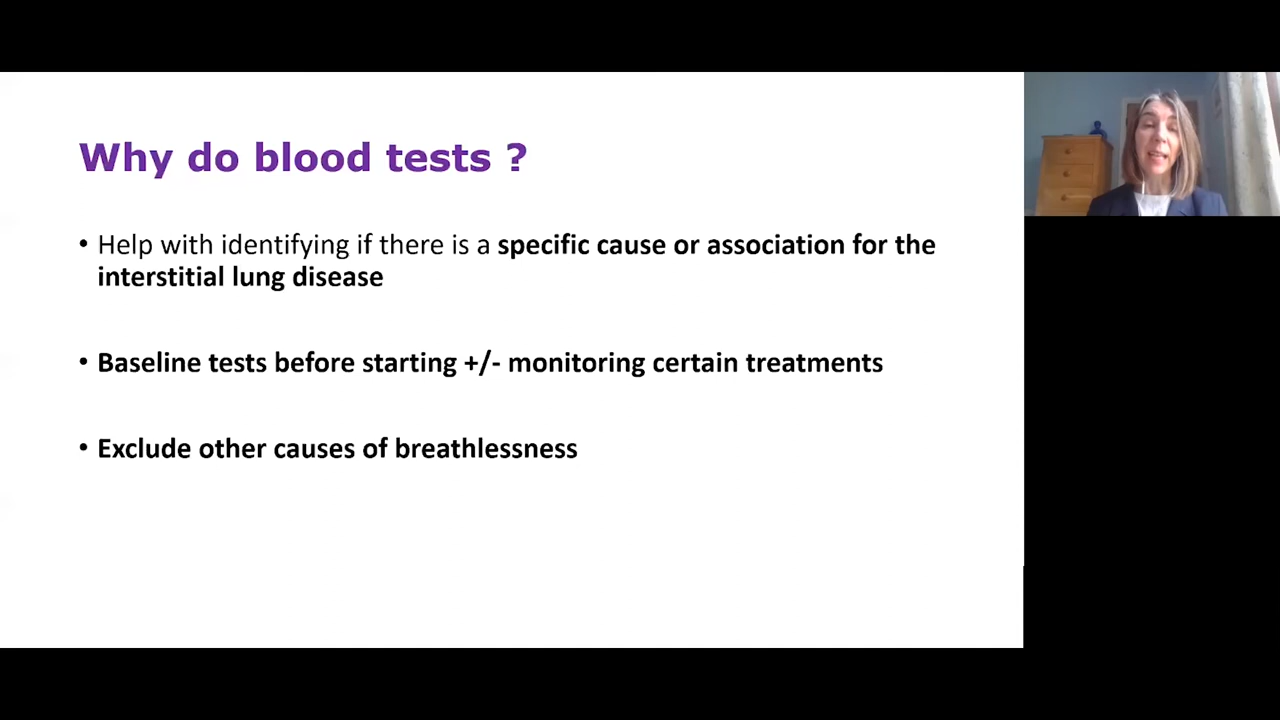 Why do blood tests ?
• Help with identifying if there is a specific cause or association for the
interstitial lung disease
• Baseline tests before starting +/- monitoring certain treatments
• Exclude other causes of breathlessness